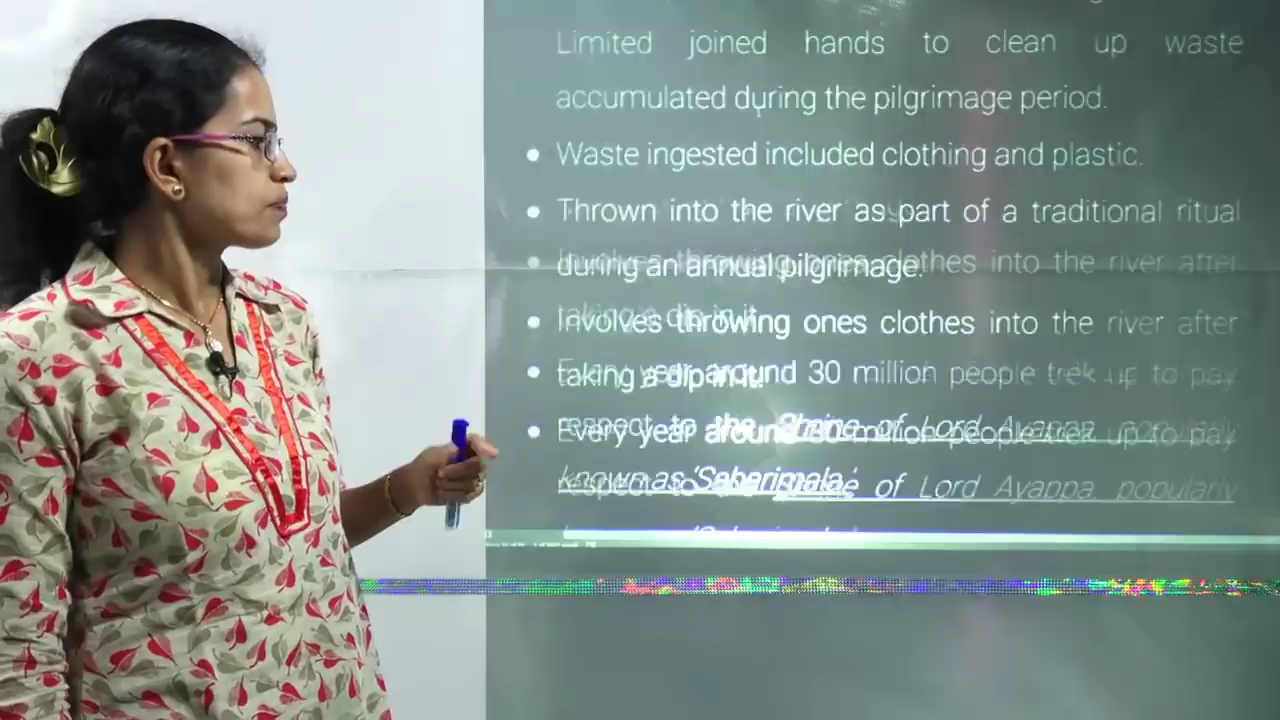 Limited joined hands to clean up waste
accumulated during the pilgrimage period.
• Waste ingested included clothing and plastic.
• Thrown into the river as part of a traditional ritual
during an annual pilgrimage.
• Involves throwing ones clothes into the river after
taking a dip in it.
• Every year around 30 million people trek up to pay
respect to the Shrine of Lord Ayappa, popularly
known as 'Sabarimala.'